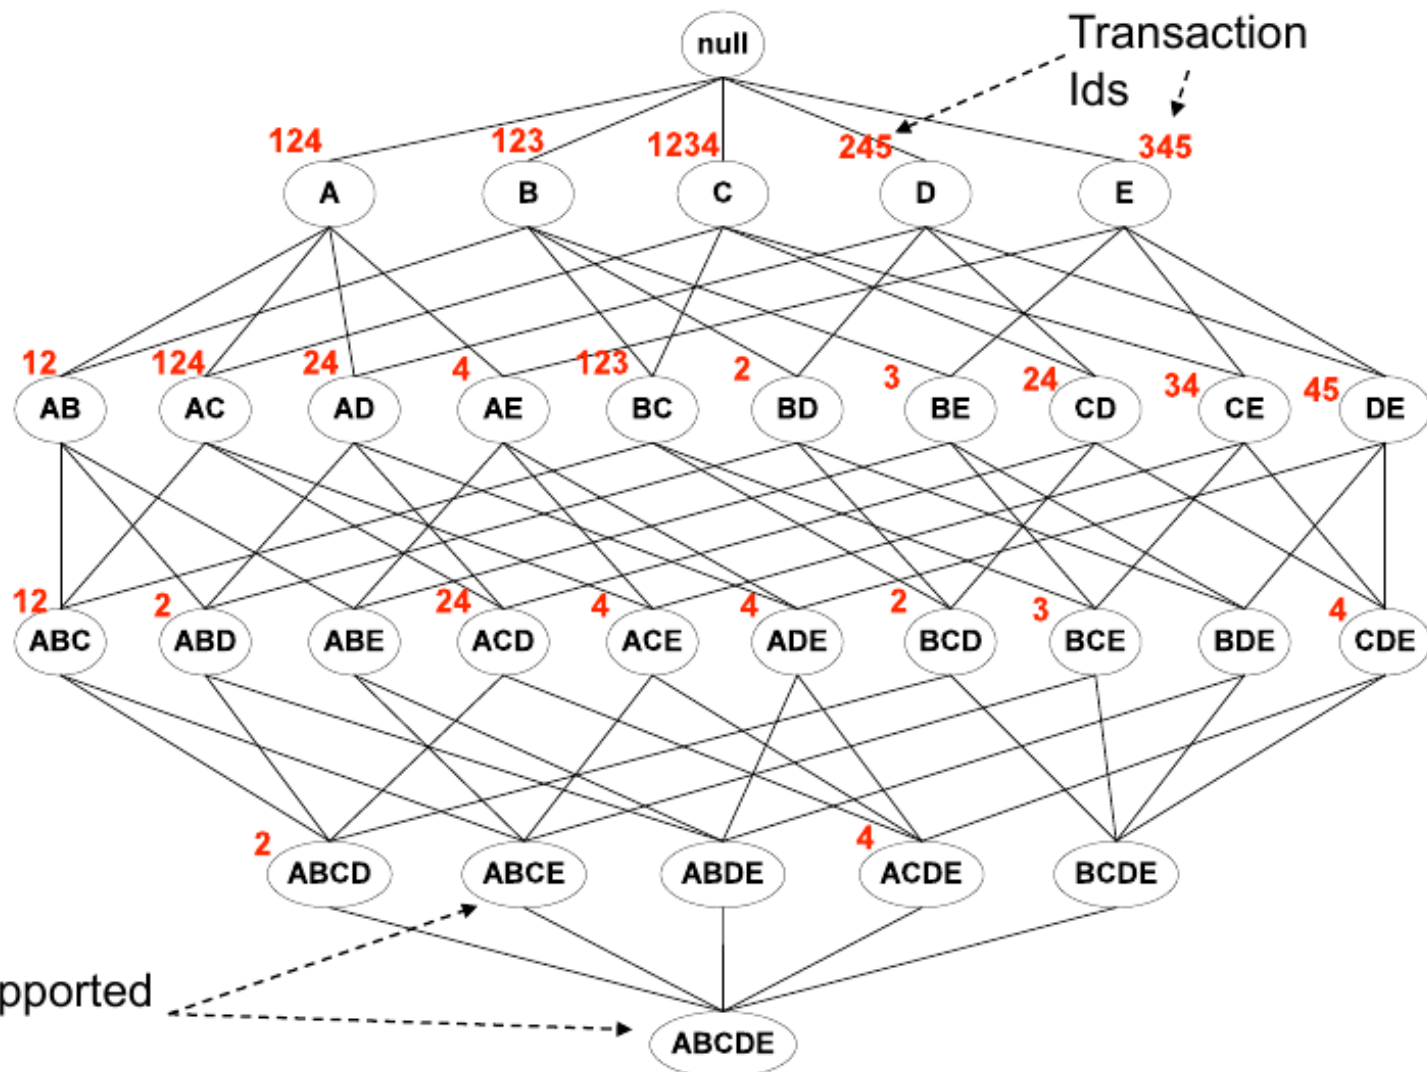 null
Transaction
Ids
124 123 1234 245 345
A B C D E
12 124 24 4 123 2 3 24 34 45
AB AC AD AE BC BD BE CD CE DE
12 2 24 4 4 2 3 4
ABC ABD ABE ACD ACE ADE BCD BCE BDE CDE
2 4
ABCD ABCE ABDE ACDE BCDE
pported
ABCDE